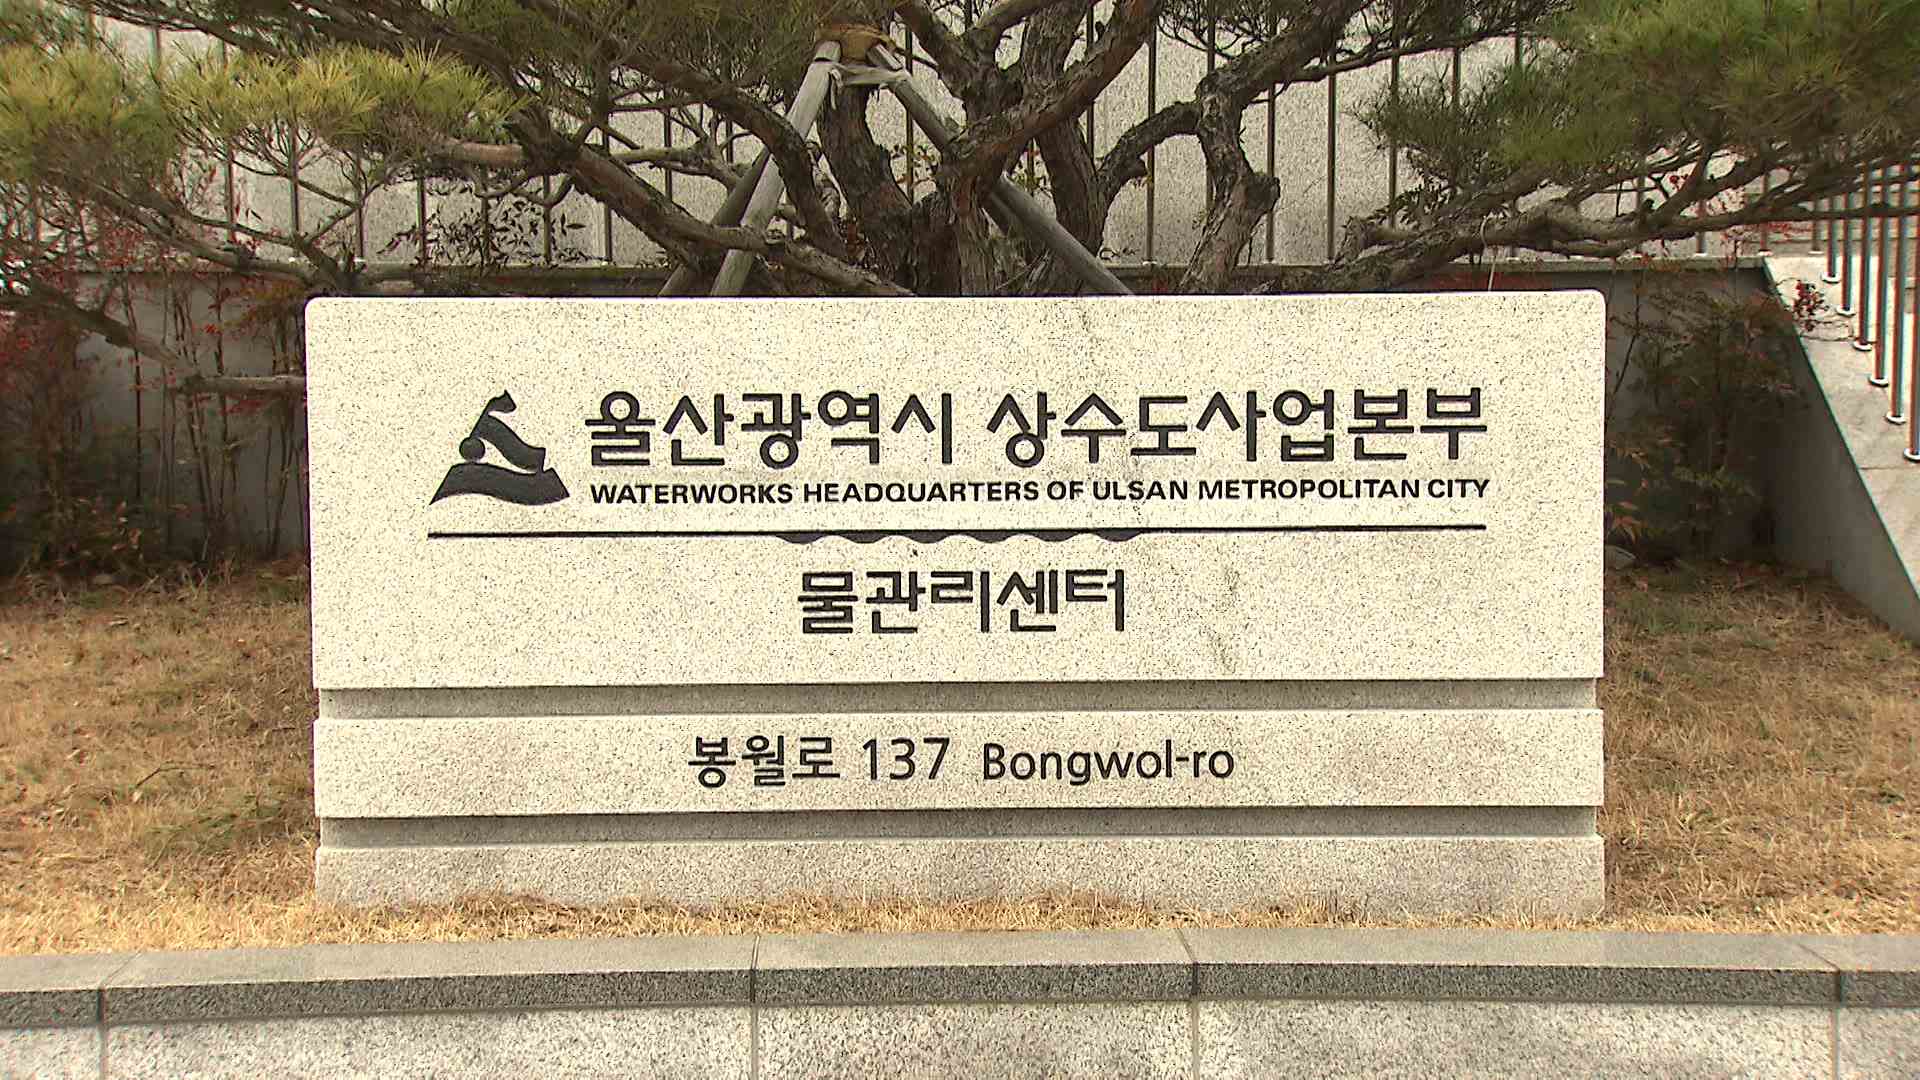 울산광역시 상수도사업본부
WATERWORKS HEADQUARTERS OF ULSAN METROPOLITAN CITY
물관리센터
봉월로 137 Bongwol-ro